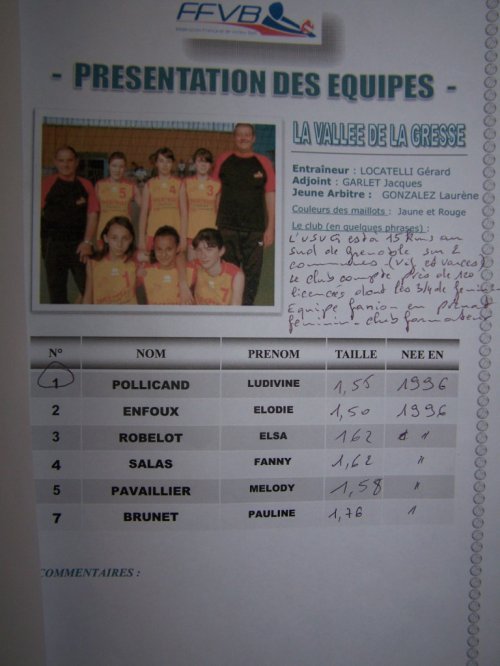 FFVB
- PRESENTATION DES EQUIPES -
LA VALLEE DE LA GRESSE
Entraineur : LOCATELLI Gérard
Adjoint : GARLET Jacques
Jeune Arbitre : GONZALEZ Laurène
Couleurs des maillots : Jaune et Rouge
Le club (en quelques phrases) :
L'USVG est à 15 kms au
sud de Grenoble sur 2
communes (Vif et Varces)
Le club compte près de 120
licenciés dont les 3/4 de
Equipe fanion en
féminin. club formateur
N° NOM PRENOM TAILLE NEE EN
1 POLLICAND LUDIVINE 1,55 1996
2 ENFOUX ELODIE 1,50 1996
3 ROBELOT ELSA 162 "
4 SALAS FANNY 1,62 "
5 PAVAILLIER MELODY 1,58 "
7 BRUNET PAULINE 1,76
COMMENTAIRES :